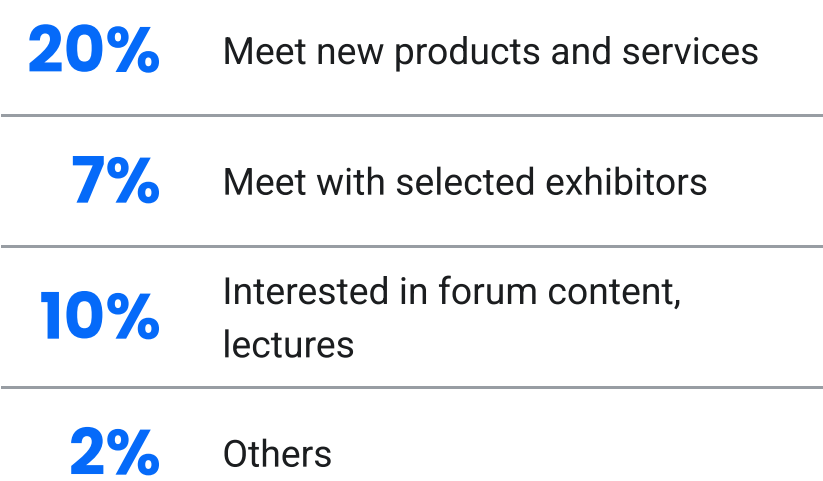 20% Meet new products and services
7% Meet with selected exhibitors
10% Interested in forum content,
lectures
2% Others